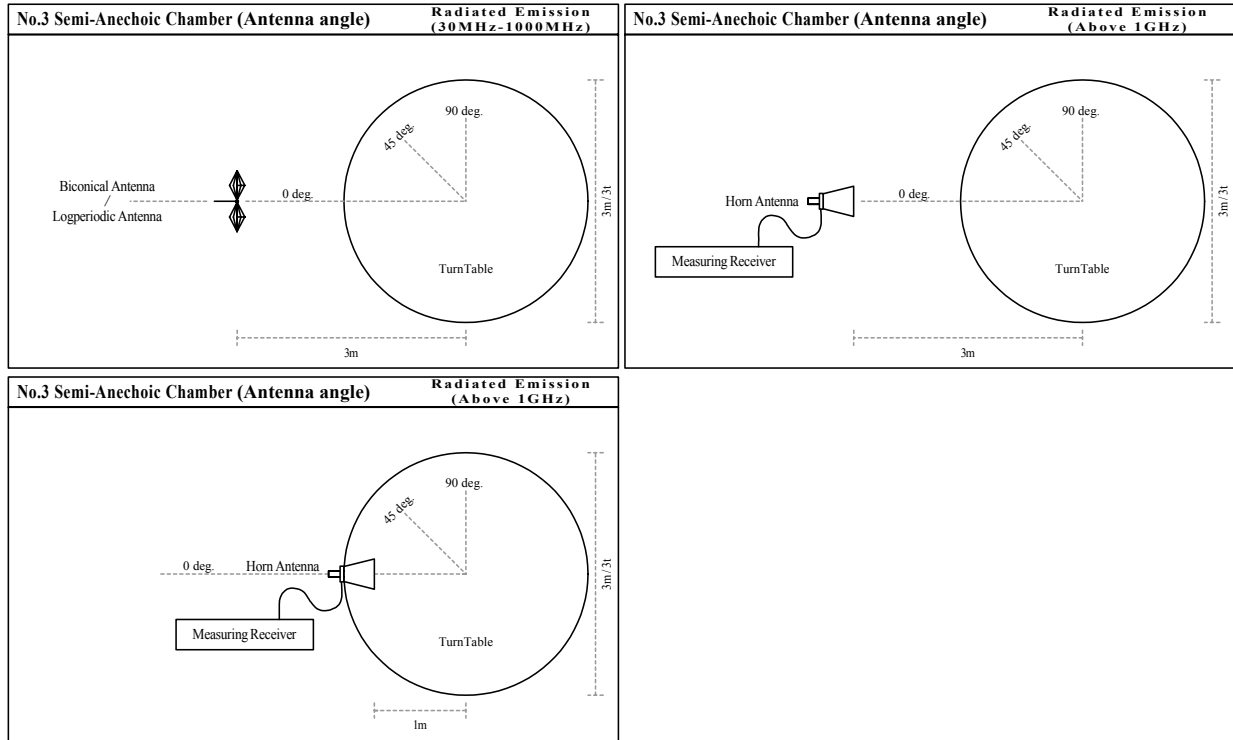 No.3 Semi-Anechoic Chamber (Antenna angle)
Radiated Emission
(30MHz-1000MHz)
90 deg.
45 deg.
Biconical Antenna
0 deg.
Logperiodic Antenna
3m / 3t
TurnTable
3m
No.3 Semi-Anechoic Chamber (Antenna angle)
Radiated Emission
(Above 1GHz)
90 deg.
45 deg.
0 deg.
Horn Antenna
3m / 3t
Measuring Receiver
TurnTable
3m
No.3 Semi-Anechoic Chamber (Antenna angle)
Radiated Emission
(Above 1GHz)
90 deg.
45 deg.
0 deg.
Horn Antenna
3m / 3t
Measuring Receiver
TurnTable
1m